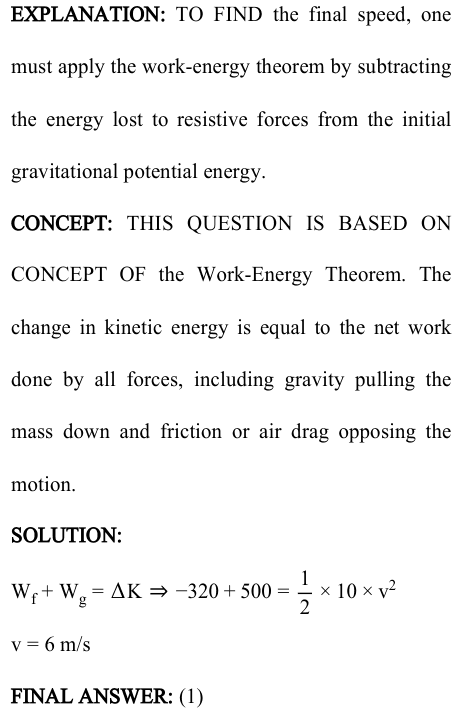 EXPLANATION: TO FIND the final speed, one
must apply the work-energy theorem by subtracting
the energy lost to resistive forces from the initial
gravitational potential energy.
CONCEPT: THIS QUESTION IS BASED ON
CONCEPT OF the Work-Energy Theorem. The
change in kinetic energy is equal to the net work
done by all forces, including gravity pulling the
mass down and friction or air drag opposing the
motion.
SOLUTION:
W_f + W_g = ΔK ⇒ −320 + 500 = 1/2 × 10 × v²
v = 6 m/s
FINAL ANSWER: (1)